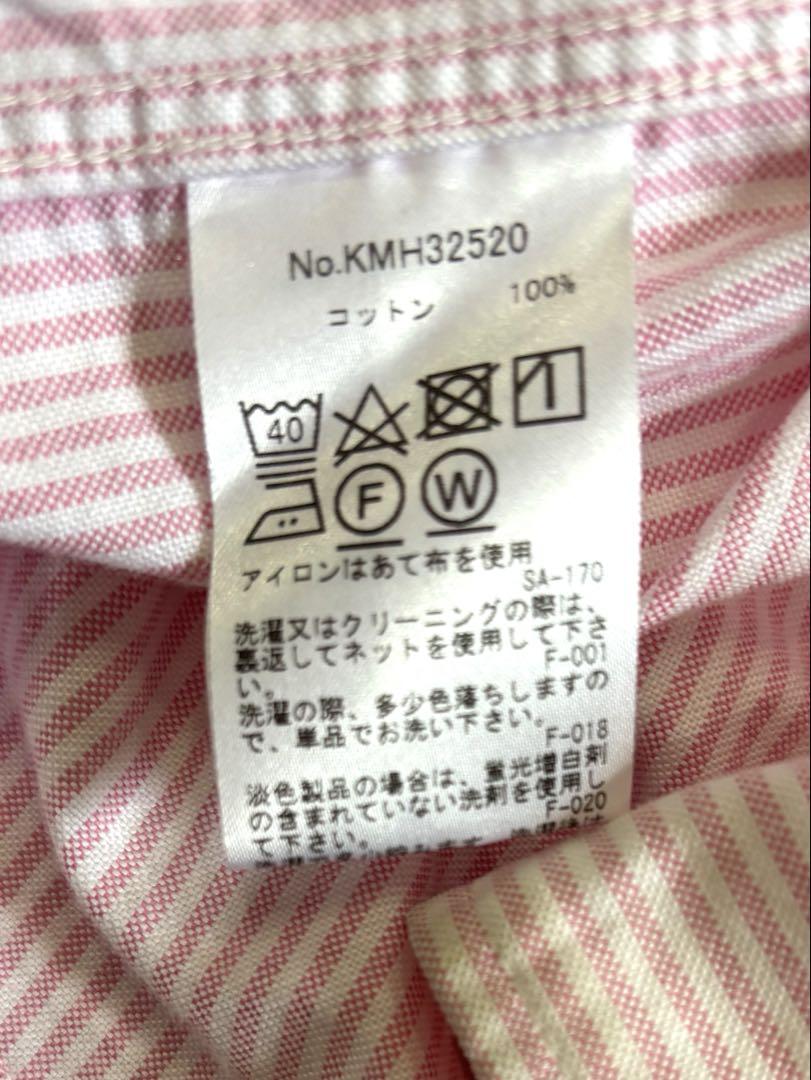 No.KMH32520
コットン 100%
40
F W
アイロンはあて布を使用
SA-170
洗濯又はクリーニングの際は、
裏返してネットを使用して下さ
い。 F-001
洗濯の際、多少色落ちしますの
で、単品でお洗い下さい。
F-018
淡色製品の場合は、蛍光増白剤
の含まれていない洗剤を使用し
て下さい。 F-020